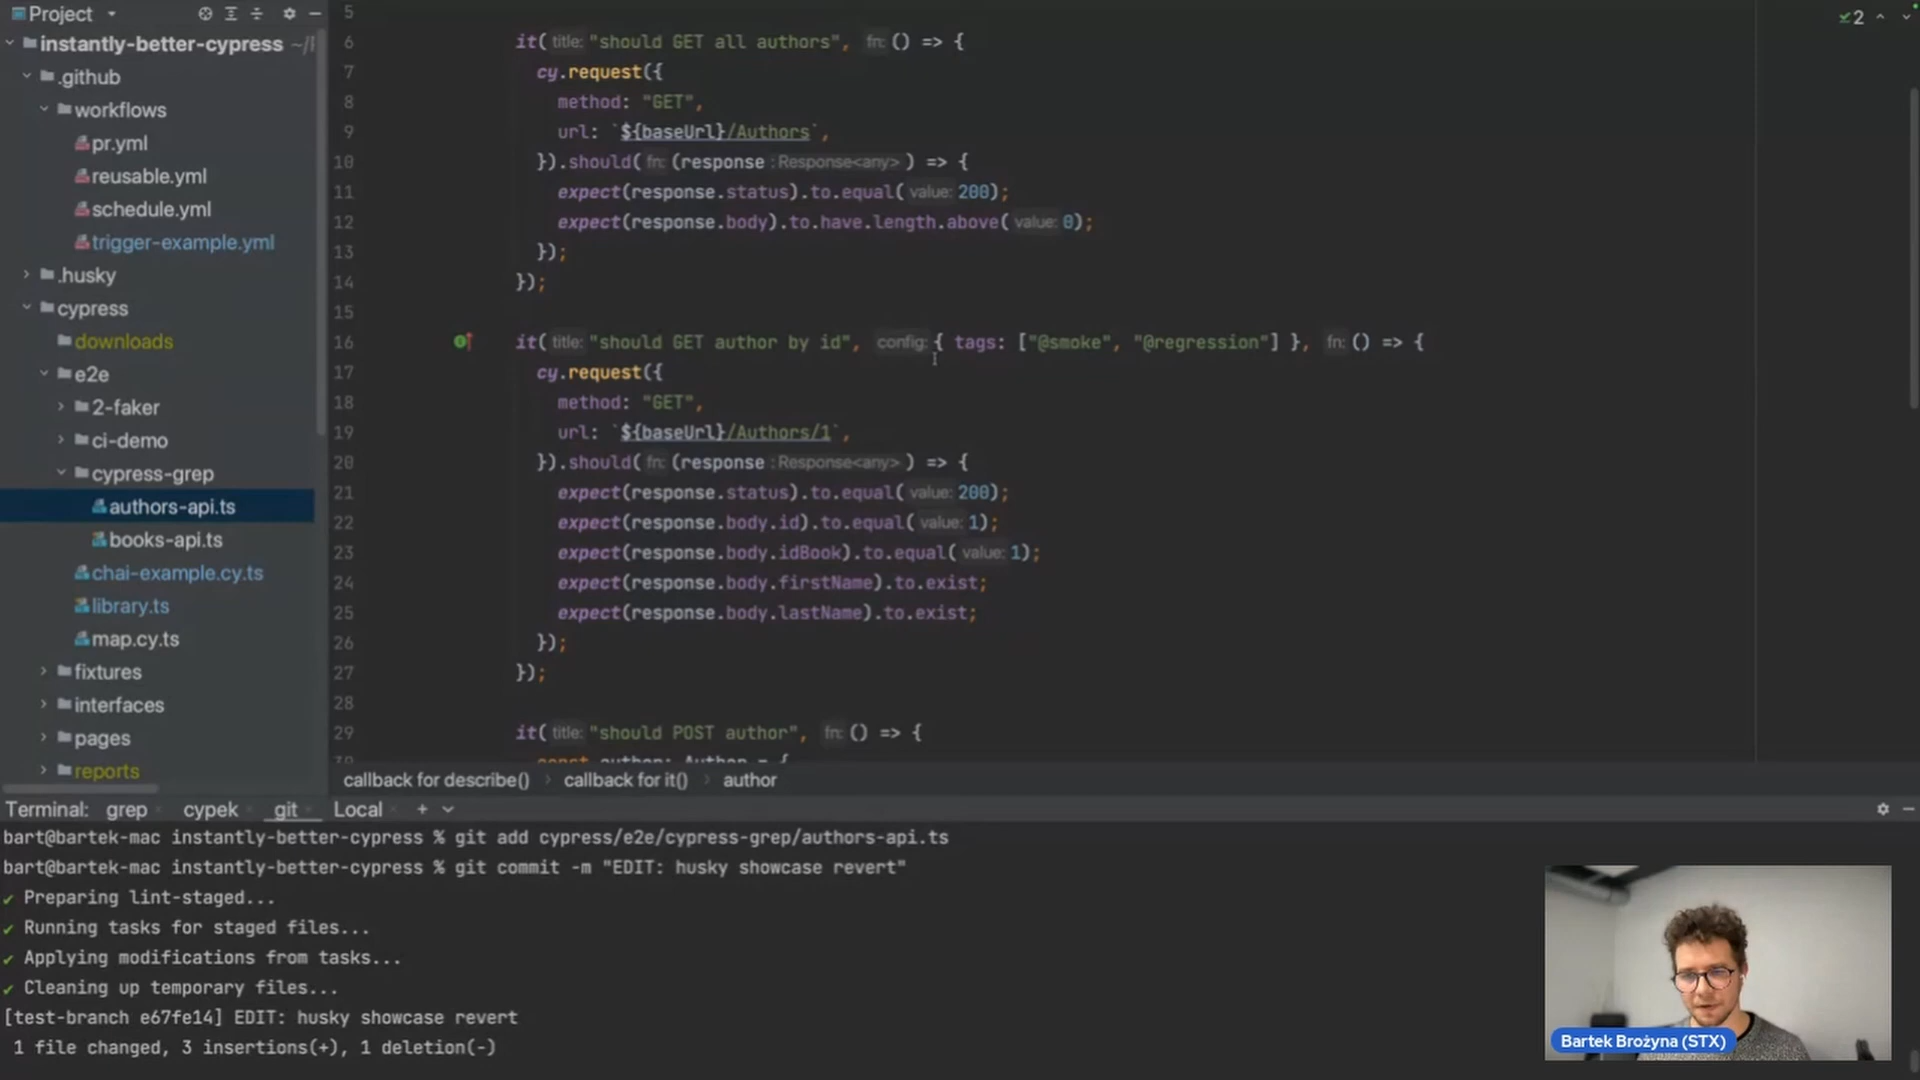 Project
instantly-better-cypress ~/
.github
workflows
pr.yml
reusable.yml
schedule.yml
trigger-example.yml
.husky
cypress
downloads
e2e
2-faker
ci-demo
cypress-grep
authors-api.ts
books-api.ts
chai-example.cy.ts
library.ts
map.cy.ts
fixtures
interfaces
pages
reports
2
5
6 it( title: "should GET all authors", fn: () => {
7 cy.request({
8 method: "GET",
9 url: `${baseUrl}/Authors`,
10 }).should( fn: (response : Response<any> ) => {
11 expect(response.status).to.equal( value: 200);
12 expect(response.body).to.have.length.above( value: 0);
13 });
14 });
15
16 it( title: "should GET author by id", config: { tags: ["@smoke", "@regression"] }, fn: () => {
17 cy.request({
18 method: "GET",
19 url: `${baseUrl}/Authors/1`,
20 }).should( fn: (response : Response<any> ) => {
21 expect(response.status).to.equal( value: 200);
22 expect(response.body.id).to.equal( value: 1);
23 expect(response.body.idBook).to.equal( value: 1);
24 expect(response.body.firstName).to.exist;
25 expect(response.body.lastName).to.exist;
26 });
27 });
28
29 it( title: "should POST author", fn: () => {
const author: Author = {
callback for describe() › callback for it() › author
Terminal: grep cypek git Local +
bart@bartek-mac instantly-better-cypress % git add cypress/e2e/cypress-grep/authors-api.ts
bart@bartek-mac instantly-better-cypress % git commit -m "EDIT: husky showcase revert"
✔ Preparing lint-staged...
✔ Running tasks for staged files...
✔ Applying modifications from tasks...
✔ Cleaning up temporary files...
[test-branch e67fe14] EDIT: husky showcase revert
1 file changed, 3 insertions(+), 1 deletion(-)
Bartek Brożyna (STX)